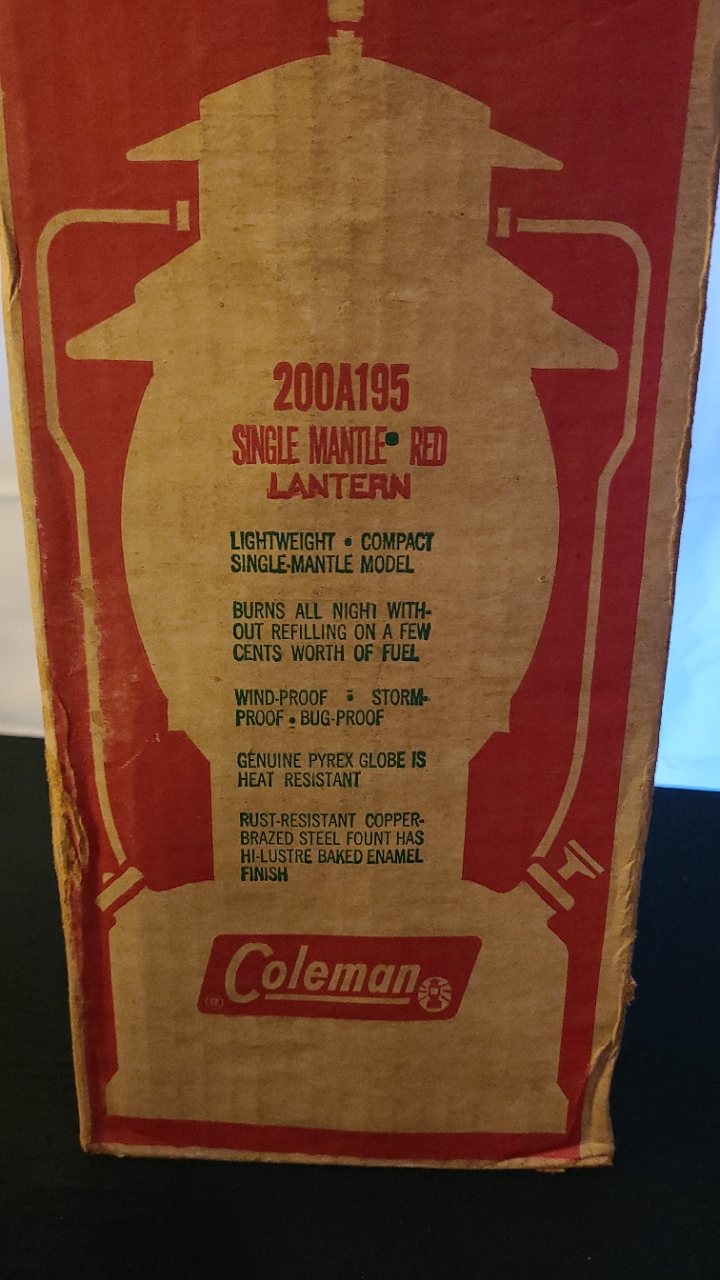 200A195
SINGLE MANTLE • RED
LANTERN
LIGHTWEIGHT • COMPACT
SINGLE-MANTLE MODEL
BURNS ALL NIGHT WITH-
OUT REFILLING ON A FEW
CENTS WORTH OF FUEL
WIND-PROOF • STORM-
PROOF • BUG-PROOF
GENUINE PYREX GLOBE IS
HEAT RESISTANT
RUST-RESISTANT COPPER-
BRAZED STEEL FOUNT HAS
HI-LUSTRE BAKED ENAMEL
FINISH
(R) Coleman